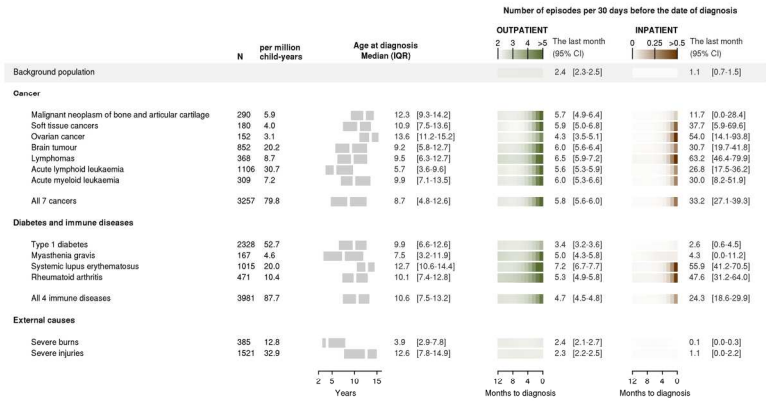 Number of episodes per 30 days before the date of diagnosis
OUTPATIENT INPATIENT
N per million child-years Age at diagnosis Median (IQR) 2 3 4 >5 The last month (95% CI) 0 0.25 >0.5 The last month (95% CI)
Background population 2.4 [2.3-2.5] 1.1 [0.7-1.5]
Cancer
Malignant neoplasm of bone and articular cartilage 290 5.9 12.3 [9.3-14.2] 5.7 [4.9-6.4] 11.7 [0.0-28.4]
Soft tissue cancers 180 4.0 10.9 [7.5-13.6] 5.9 [5.0-6.8] 37.7 [5.9-69.6]
Ovarian cancer 152 3.1 13.6 [11.2-15.2] 4.3 [3.5-5.1] 54.0 [14.1-93.8]
Brain tumour 852 20.2 9.2 [5.8-12.7] 6.0 [5.6-6.4] 30.7 [19.7-41.8]
Lymphomas 368 8.7 9.5 [6.3-12.7] 6.5 [5.9-7.2] 63.2 [46.4-79.9]
Acute lymphoid leukaemia 1106 30.7 5.7 [3.6-9.6] 5.6 [5.3-5.9] 26.8 [17.5-36.2]
Acute myeloid leukaemia 309 7.2 9.9 [7.1-13.5] 6.0 [5.3-6.6] 30.0 [8.2-51.9]
All 7 cancers 3257 79.8 8.7 [4.8-12.6] 5.8 [5.6-6.0] 33.2 [27.1-39.3]
Diabetes and immune diseases
Type 1 diabetes 2328 52.7 9.9 [6.6-12.6] 3.4 [3.2-3.6] 2.6 [0.6-4.5]
Myasthenia gravis 167 4.6 7.5 [3.2-11.9] 5.0 [4.3-5.8] 4.3 [0.0-11.2]
Systemic lupus erythematosus 1015 20.0 12.7 [10.6-14.4] 7.2 [6.7-7.7] 55.9 [41.2-70.5]
Rheumatoid arthritis 471 10.4 10.1 [7.4-12.8] 5.3 [4.9-5.8] 47.6 [31.2-64.0]
All 4 immune diseases 3981 87.7 10.6 [7.5-13.2] 4.7 [4.5-4.8] 24.3 [18.6-29.9]
External causes
Severe burns 385 12.8 3.9 [2.9-7.8] 2.4 [2.1-2.7] 0.1 [0.0-0.3]
Severe injuries 1521 32.9 12.6 [7.8-14.9] 2.3 [2.2-2.5] 1.1 [0.0-2.2]
2 5 10 15 12 8 4 0 12 8 4 0
Years Months to diagnosis Months to diagnosis